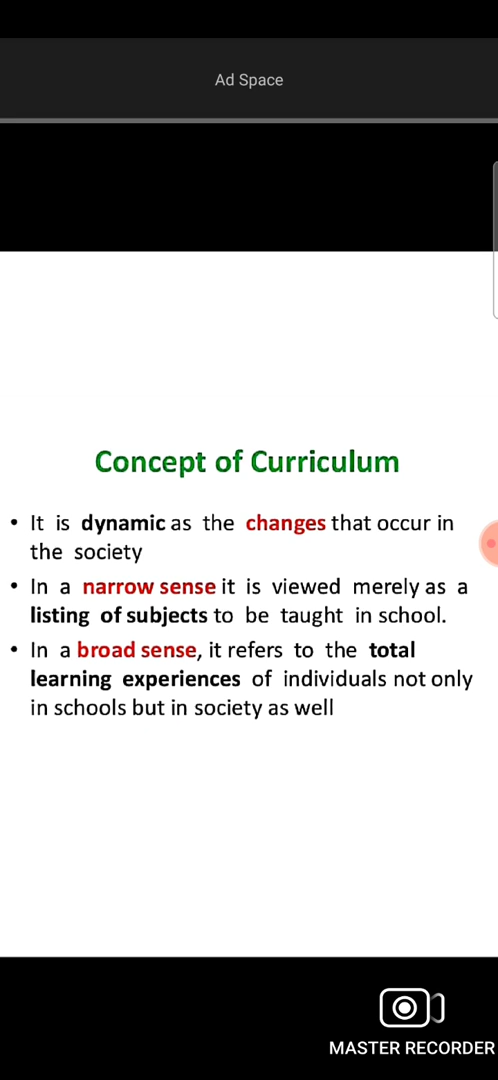 Ad Space
Concept of Curriculum
• It is dynamic as the changes that occur in
the society
• In a narrow sense it is viewed merely as a
listing of subjects to be taught in school.
• In a broad sense, it refers to the total
learning experiences of individuals not only
in schools but in society as well
MASTER RECORDER